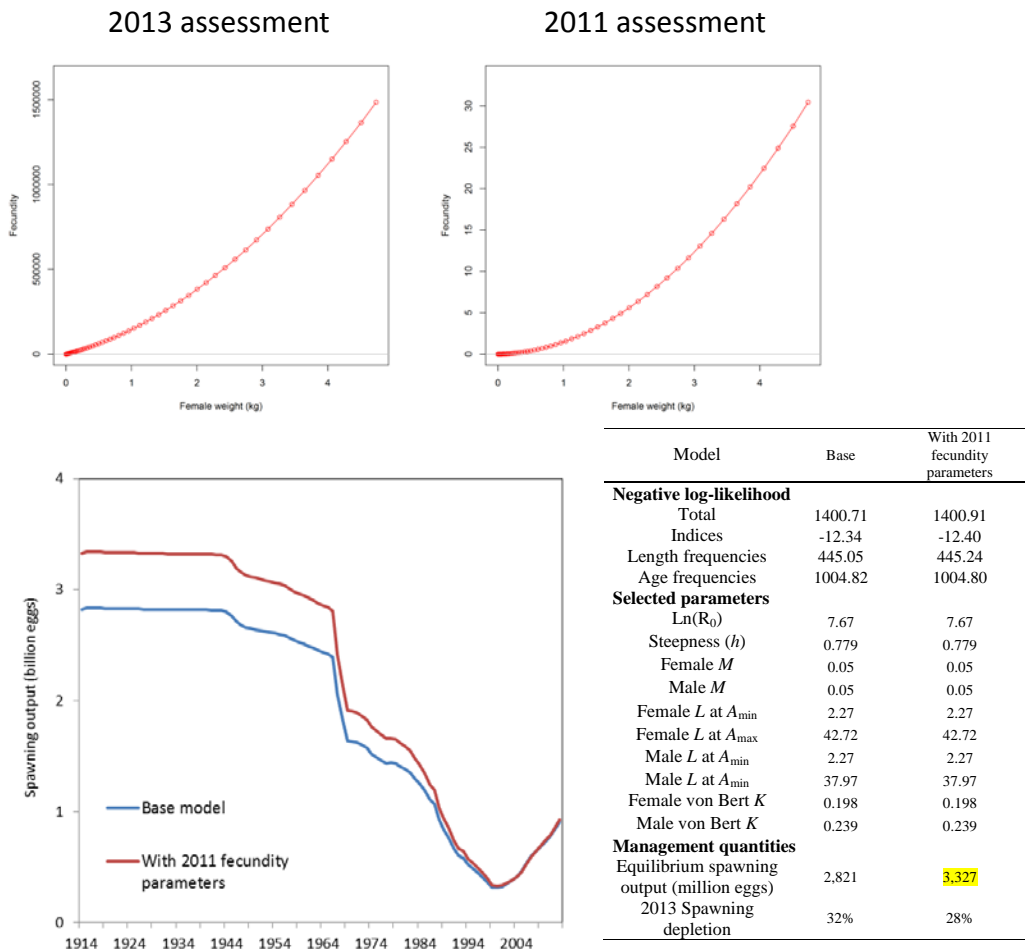 2013 assessment
2011 assessment
Fecundity
1500000
1000000
500000
0
0 1 2 3 4
Female weight (kg)
Fecundity
30
25
20
15
10
5
0
0 1 2 3 4
Female weight (kg)
Spawning output (billion eggs)
4
3
2
1
0
Base model
With 2011 fecundity
parameters
1914 1924 1934 1944 1954 1964 1974 1984 1994 2004
Model Base With 2011
fecundity
parameters
Negative log-likelihood
Total 1400.71 1400.91
Indices -12.34 -12.40
Length frequencies 445.05 445.24
Age frequencies 1004.82 1004.80
Selected parameters
Ln(R0) 7.67 7.67
Steepness (h) 0.779 0.779
Female M 0.05 0.05
Male M 0.05 0.05
Female L at Amin 2.27 2.27
Female L at Amax 42.72 42.72
Male L at Amin 2.27 2.27
Male L at Amin 37.97 37.97
Female von Bert K 0.198 0.198
Male von Bert K 0.239 0.239
Management quantities
Equilibrium spawning
output (million eggs) 2,821 3,327
2013 Spawning
depletion 32% 28%